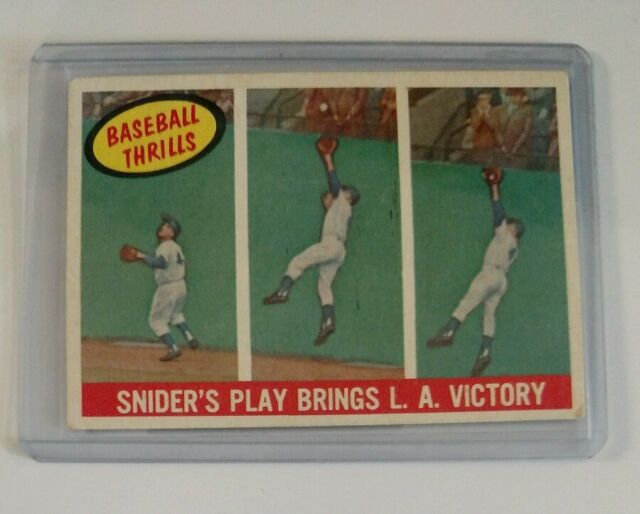 BASEBALL
THRILLS
SNIDER'S PLAY BRINGS L. A. VICTORY